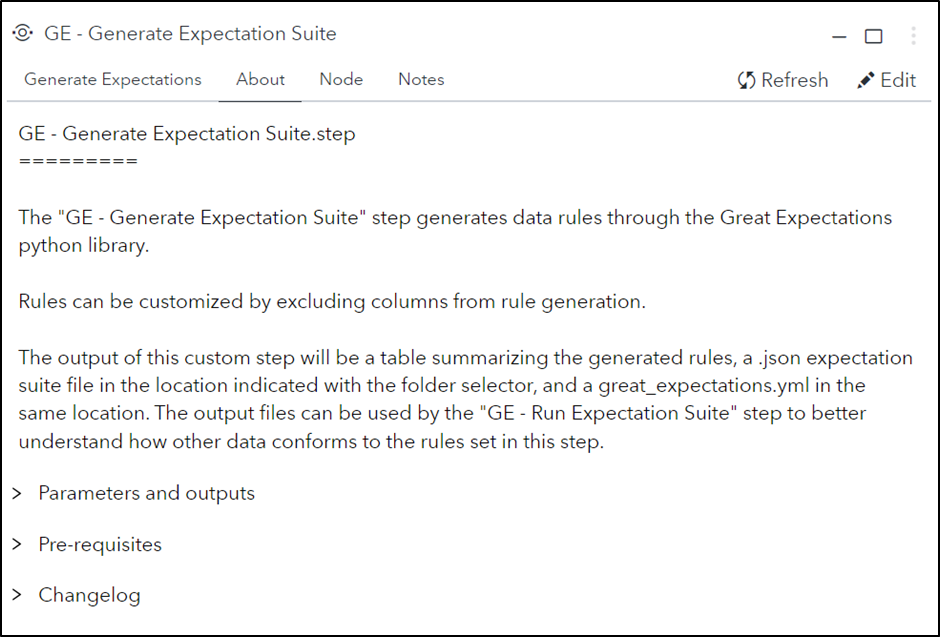 GE - Generate Expectation Suite
Generate Expectations About Node Notes Refresh Edit
GE - Generate Expectation Suite.step
=========
The "GE - Generate Expectation Suite" step generates data rules through the Great Expectations
python library.
Rules can be customized by excluding columns from rule generation.
The output of this custom step will be a table summarizing the generated rules, a .json expectation
suite file in the location indicated with the folder selector, and a great_expectations.yml in the
same location. The output files can be used by the "GE - Run Expectation Suite" step to better
understand how other data conforms to the rules set in this step.
> Parameters and outputs
> Pre-requisites
> Changelog